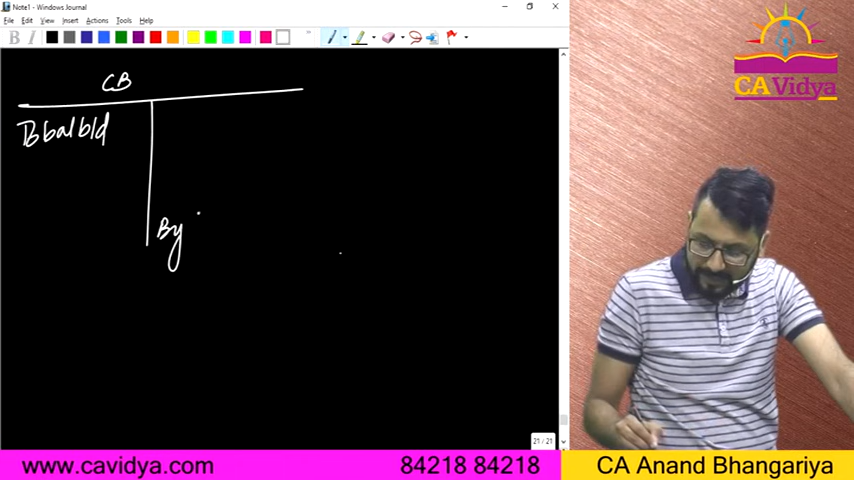 Note1 - Windows Journal
File Edit View Insert Actions Tools Help
B I
CB
To bal b/d
By
21 / 21
CA Vidya
www.cavidya.com 84218 84218 CA Anand Bhangariya